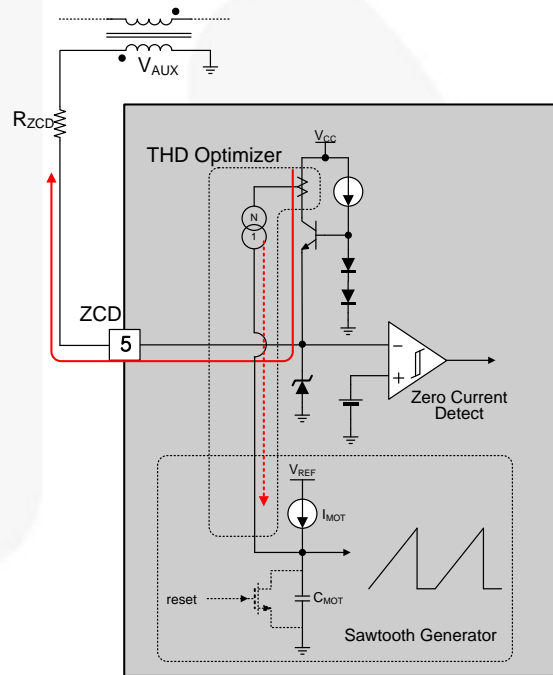 VAUX
RZCD
VCC
THD Optimizer
N
1
ZCD
5
Zero Current
Detect
VREF
IMOT
reset
CMOT
Sawtooth Generator